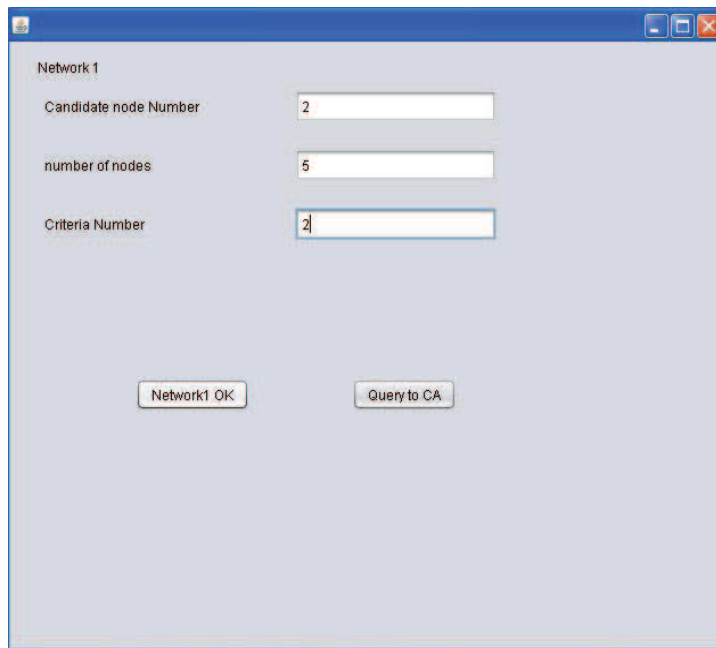 Network 1
Candidate node Number 2
number of nodes 5
Criteria Number 2
Network1 OK Query to CA